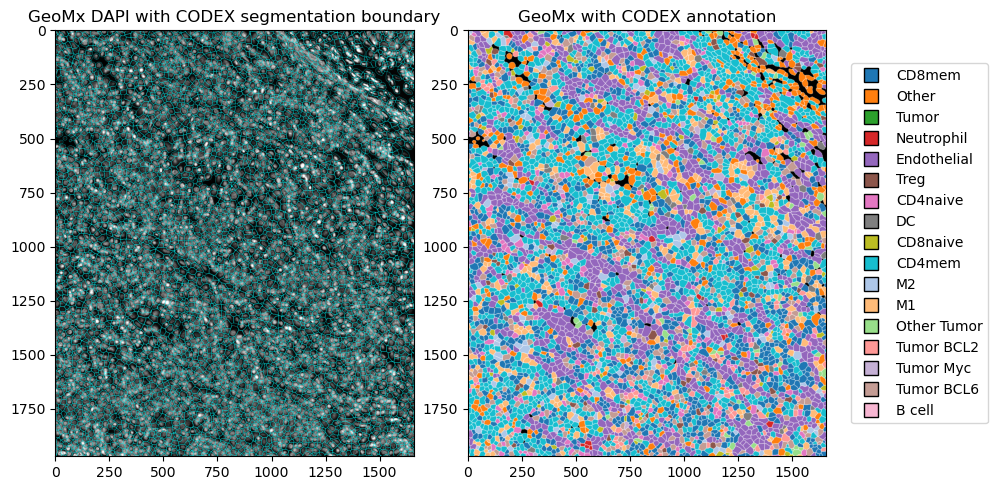 GeoMx DAPI with CODEX segmentation boundary
0
250
500
750
1000
1250
1500
1750
0 250 500 750 1000 1250 1500
GeoMx with CODEX annotation
0
250
500
750
1000
1250
1500
1750
0 250 500 750 1000 1250 1500
CD8mem
Other
Tumor
Neutrophil
Endothelial
Treg
CD4naive
DC
CD8naive
CD4mem
M2
M1
Other Tumor
Tumor BCL2
Tumor Myc
Tumor BCL6
B cell